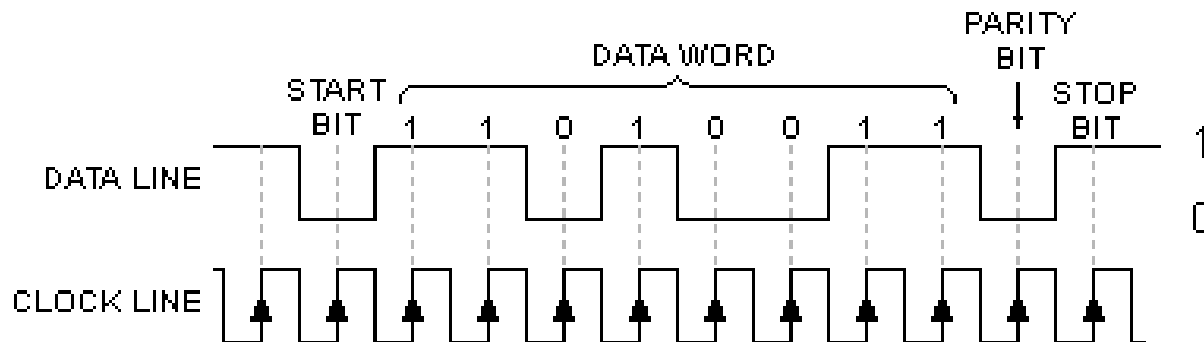 PARITY
BIT
DATA WORD
START
BIT
STOP
BIT
1 1 0 1 0 0 1 1
DATA LINE
1
0
CLOCK LINE